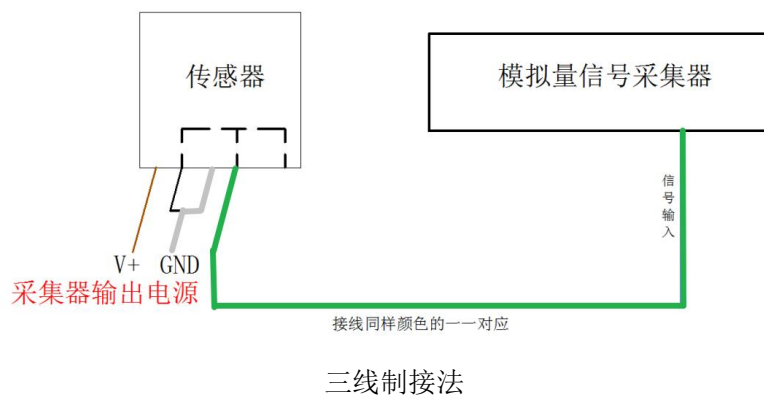 传感器
模拟量信号采集器
信号输入
V+ GND
采集器输出电源
接线同样颜色的一一对应
三线制接法